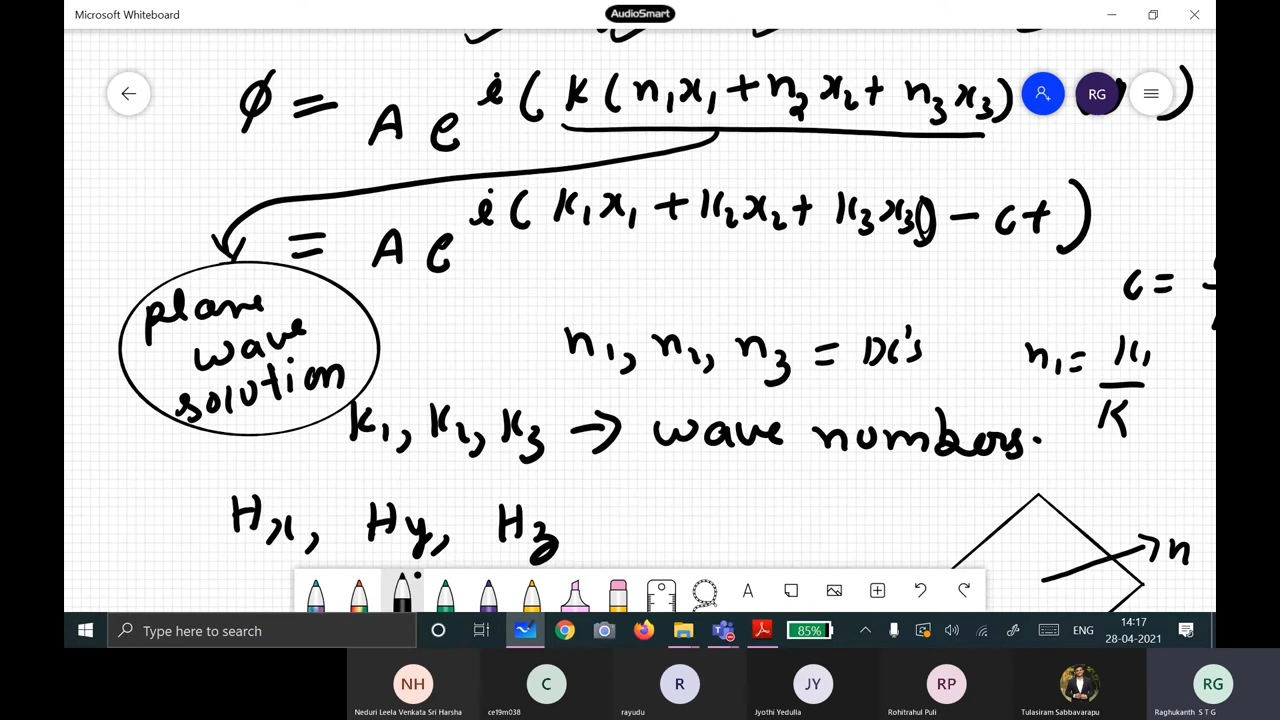 Microsoft Whiteboard
AudioSmart
ϕ = A e^{i(k(n₁x₁ + n₂x₂ + n₃x₃) )}
RG
= A e^{i(k₁x₁ + k₂x₂ + k₃x₃) - ct)}
c =
plane
wave
solution
n₁, n₂, n₃ = DC's
n₁ = k₁/k
k₁, k₂, k₃ → wave numbers.
Hx, Hy, Hz
n
A
Type here to search
85%
ENG
14:17
28-04-2021
NH
C
R
JY
RP
RG
Neduri Leela Venkata Sri Harsha
ce19m038
rayudu
Jyothi Yedulla
Rohitrahul Puli
Tulasiram Sabbavarapu
Raghukanth S T G